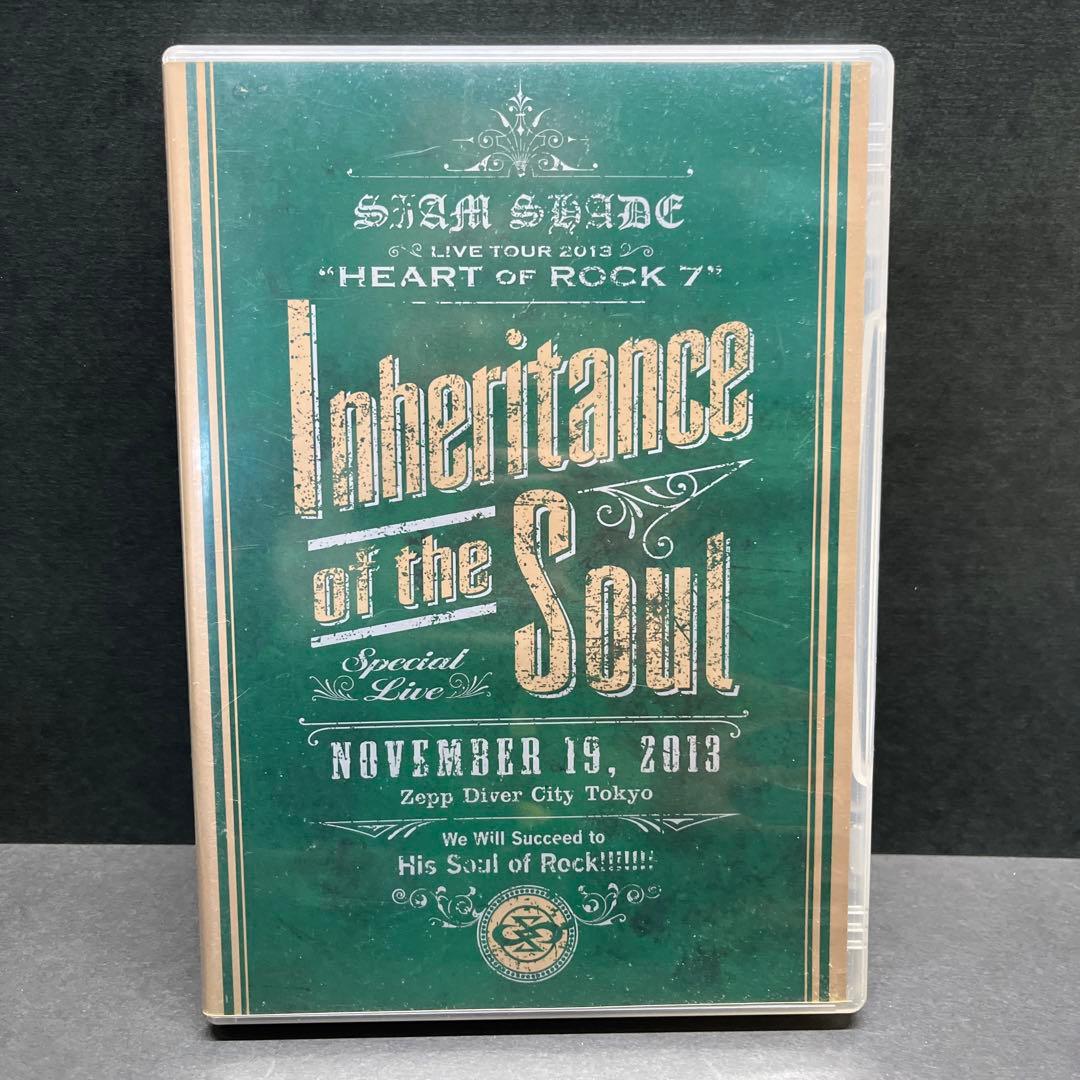 SIAM SHADE
LIVE TOUR 2013
"HEART OF ROCK 7"
Inheritance
of the Soul
Special
Live
NOVEMBER 19, 2013
Zepp Diver City Tokyo
We Will Succeed to
His Soul of Rock!!!!!!!!